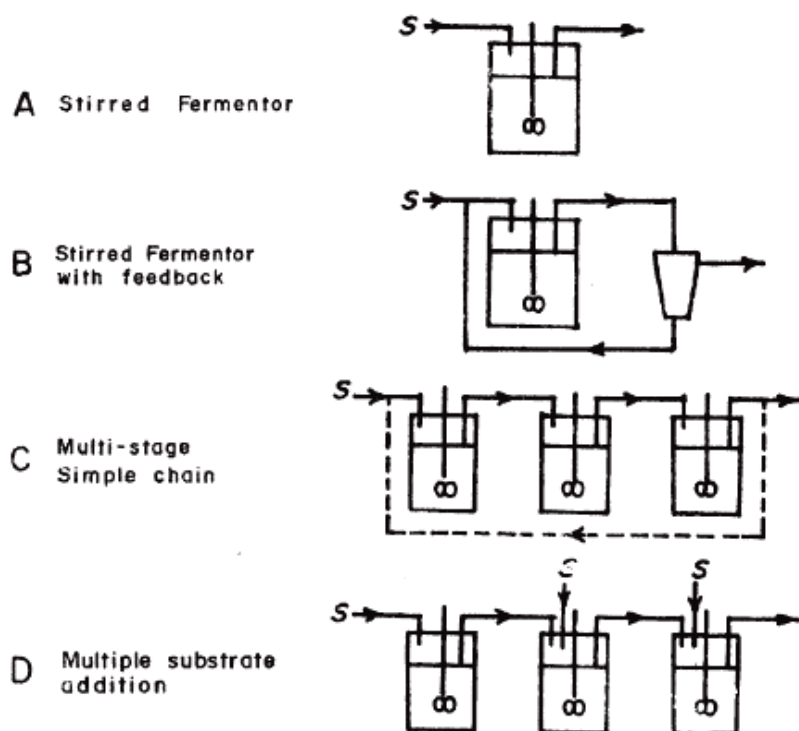 S
A Stirred Fermentor
S
B Stirred Fermentor
with feedback
S
C Multi-stage
Simple chain
S S
S
D Multiple substrate
addition